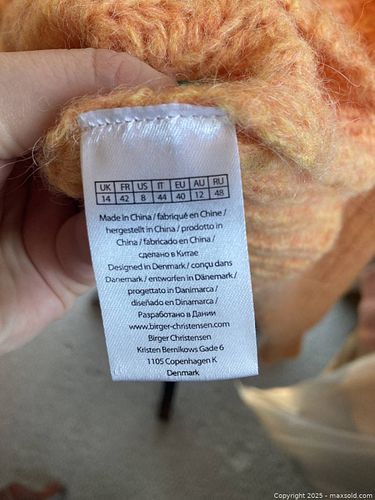 UK FR US IT EU AU RU
14 42 8 44 40 12 48
Made in China / fabriqué en Chine /
hergestellt in China / prodotto in
China / fabricado en China /
сделано в Китае
Designed in Denmark / conçu dans
Danemark / entworfen in Dänemark /
progettato in Danimarca /
diseñado en Dinamarca /
Разработано в Дании
www.birger-christensen.com
Birger Christensen
Kristen Bernikows Gade 6
1105 Copenhagen K
Denmark
Copyright 2025 - maxsold.com